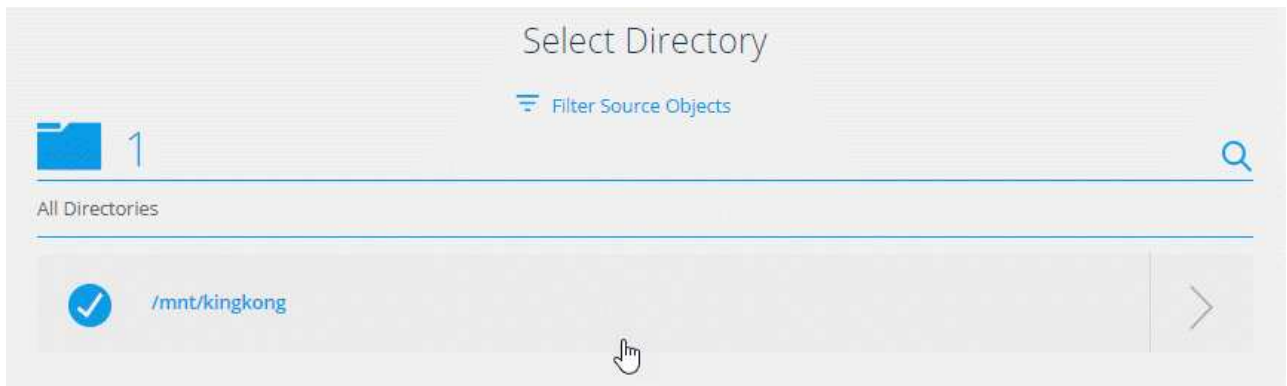 Select Directory
Filter Source Objects
1
All Directories
/mnt/kingkong